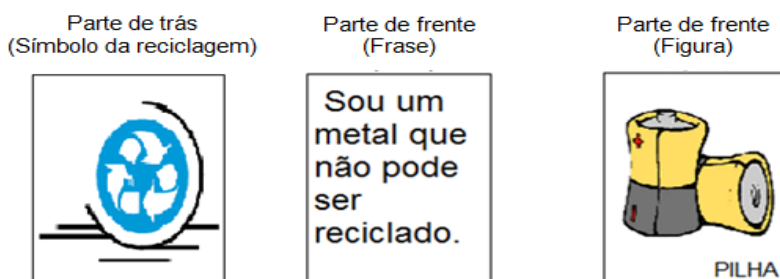 Parte de trás
(Símbolo da reciclagem)
Parte de frente
(Frase)
Parte de frente
(Figura)
Sou um
metal que
não pode
ser
reciclado.
+
PILHA